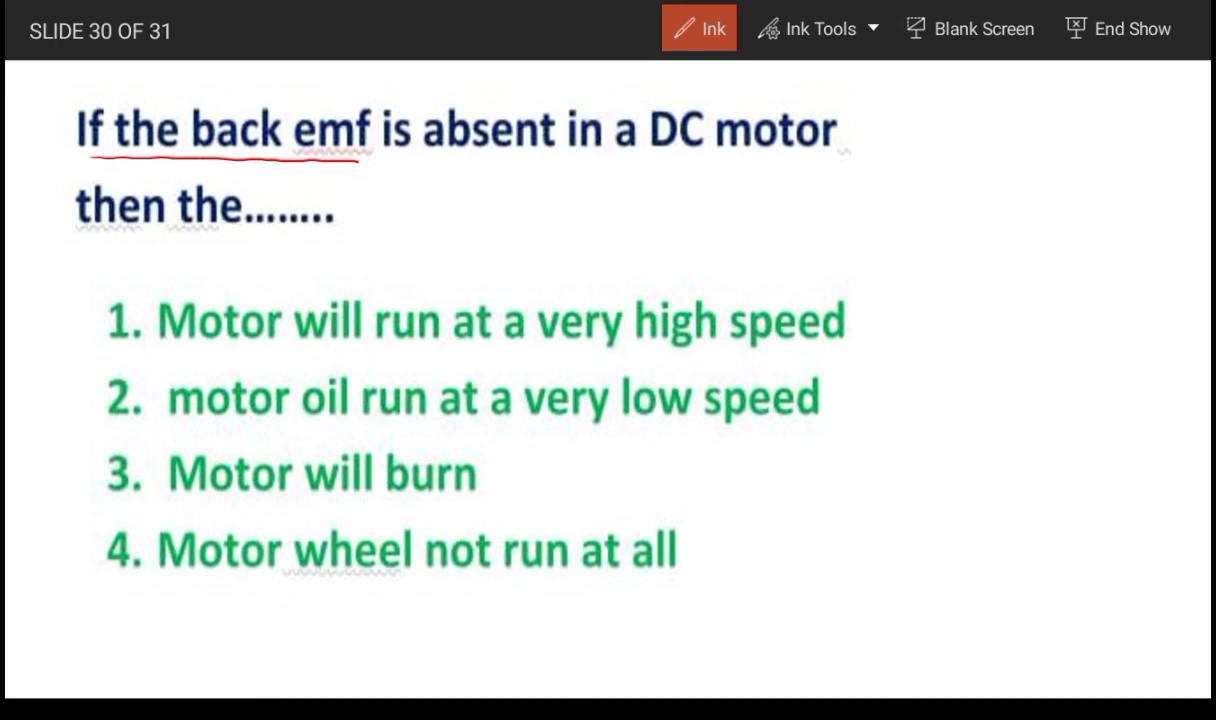 SLIDE 30 OF 31 Ink Ink Tools Blank Screen End Show
If the back emf is absent in a DC motor
then the........
1. Motor will run at a very high speed
2. motor oil run at a very low speed
3. Motor will burn
4. Motor wheel not run at all